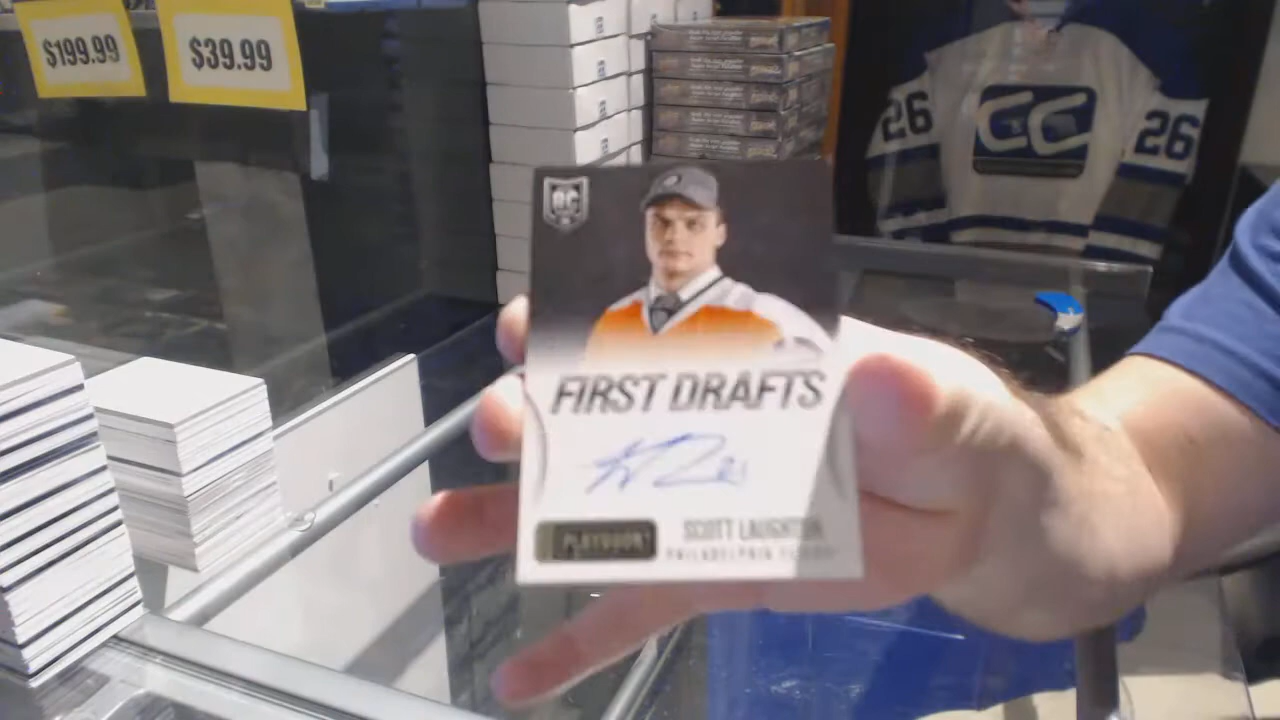 $199.99
$39.99
26
CC
26
RC
FIRST DRAFTS
PLAYBOOK
SCOTT LAUGHTON
PHILADELPHIA FLYERS